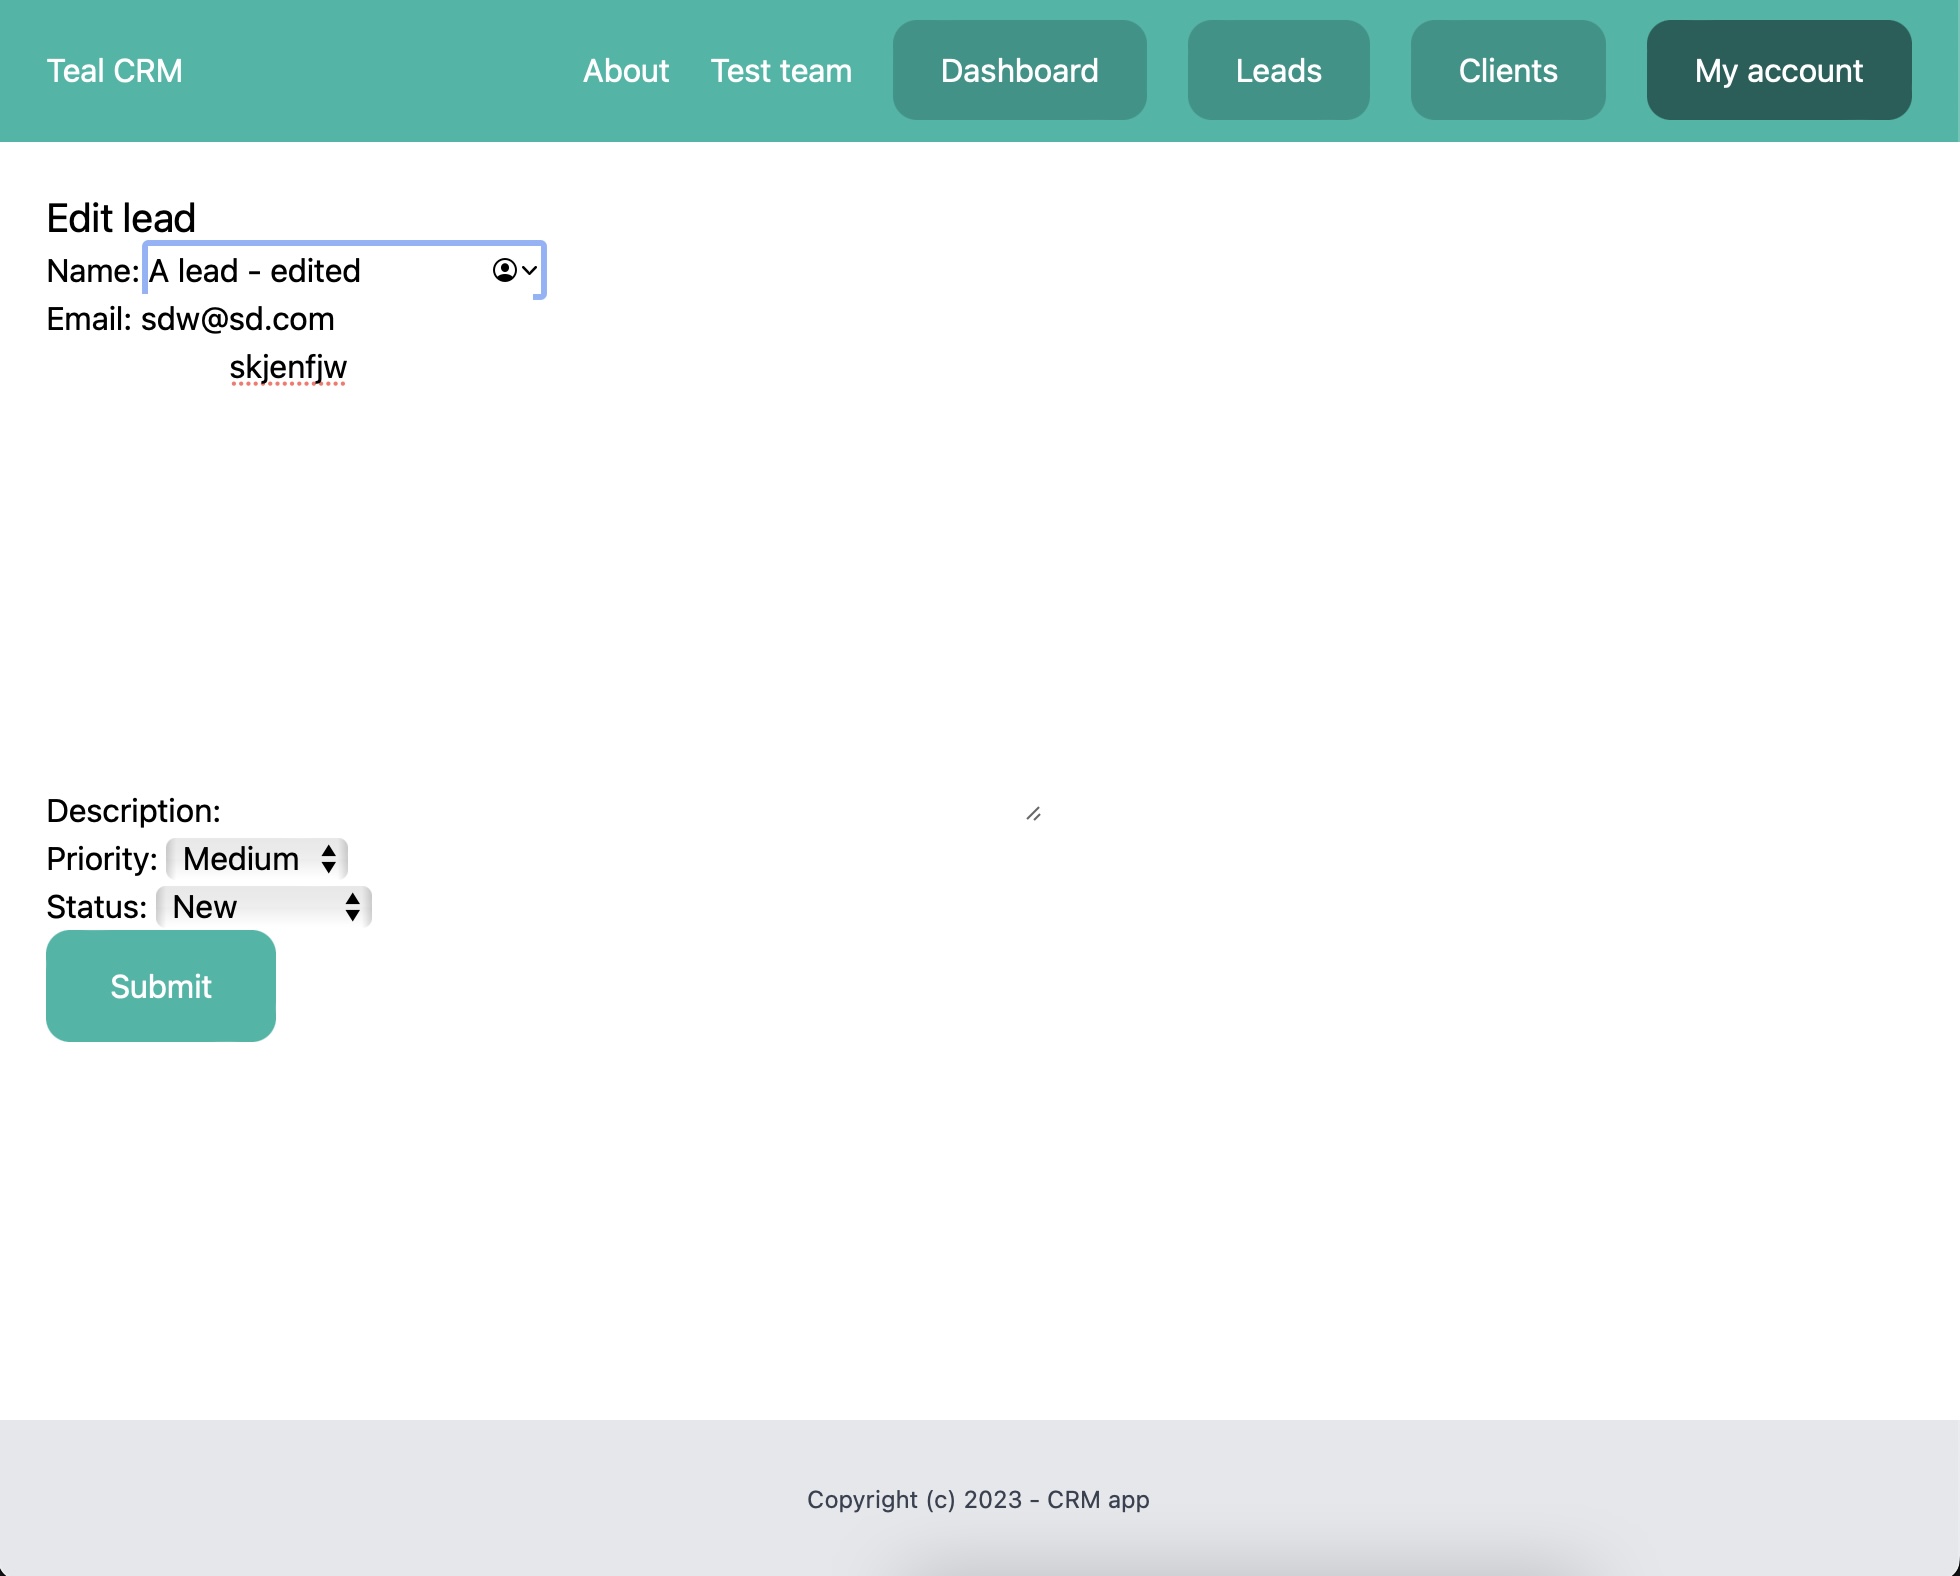 Teal CRM About Test team Dashboard Leads Clients My account
Edit lead
Name: A lead - edited
Email: sdw@sd.com
skjenfjw
Description:
Priority: Medium
Status: New
Submit
Copyright (c) 2023 - CRM app